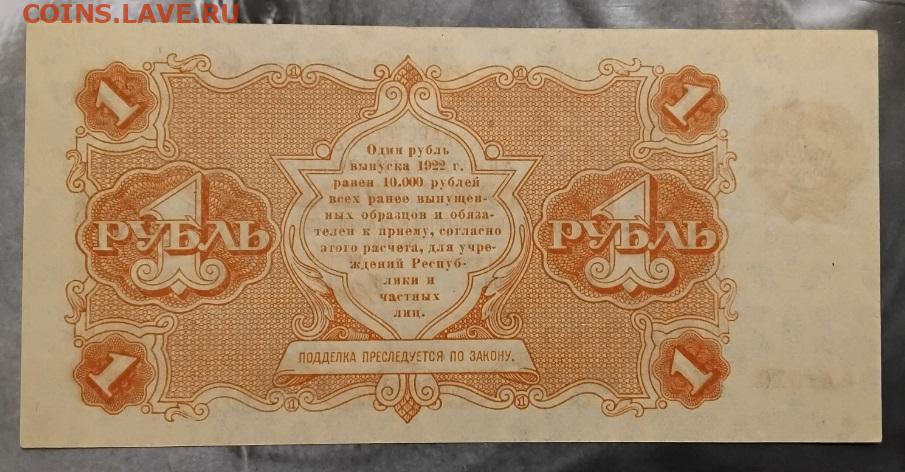 COINS.LAVE.RU
1
1
Один рубль
выпуска 1922 г.
равен 10.000 рублей
всех ранее выпущен-
ных образцов и обяза-
телен к приему, согласно
этого расчета, для учре-
ждений Респуб-
лики и
частных
лиц.
1 РУБЛЬ
1 РУБЛЬ
ПОДДЕЛКА ПРЕСЛЕДУЕТСЯ ПО ЗАКОНУ.
1
1